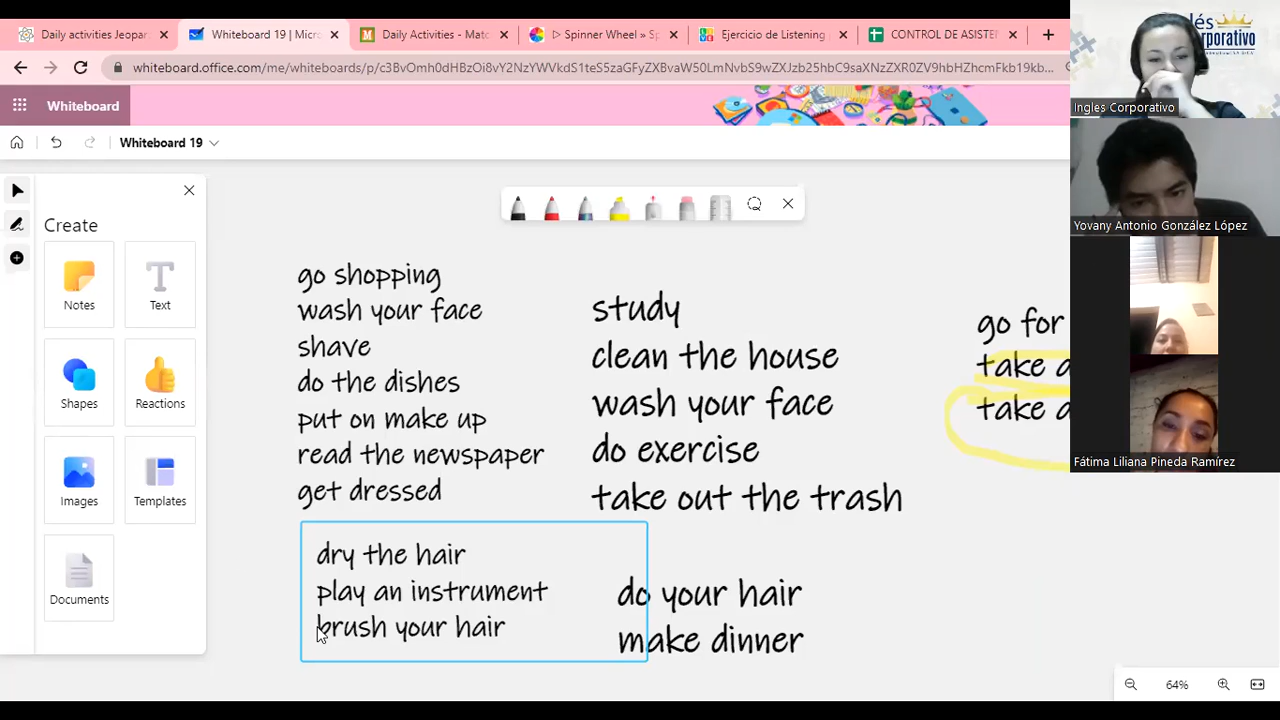 Daily activities Jeopar
Whiteboard 19 | Micro
Daily Activities - Mate
Spinner Wheel » Sp
Ejercicio de Listening
CONTROL DE ASISTE
whiteboard.office.com/me/whiteboards/p/
Whiteboard
Whiteboard 19
Create
Notes
Text
Shapes
Reactions
Images
Templates
Documents
go shopping
wash your face
shave
do the dishes
put on make up
read the newspaper
get dressed
dry the hair
play an instrument
brush your hair
study
clean the house
wash your face
do exercise
take out the trash
do your hair
make dinner
go for
take a
take a
Corporativo
Ingles Corporativo
Yovany Antonio González López
Fátima Liliana Pineda Ramírez
64%